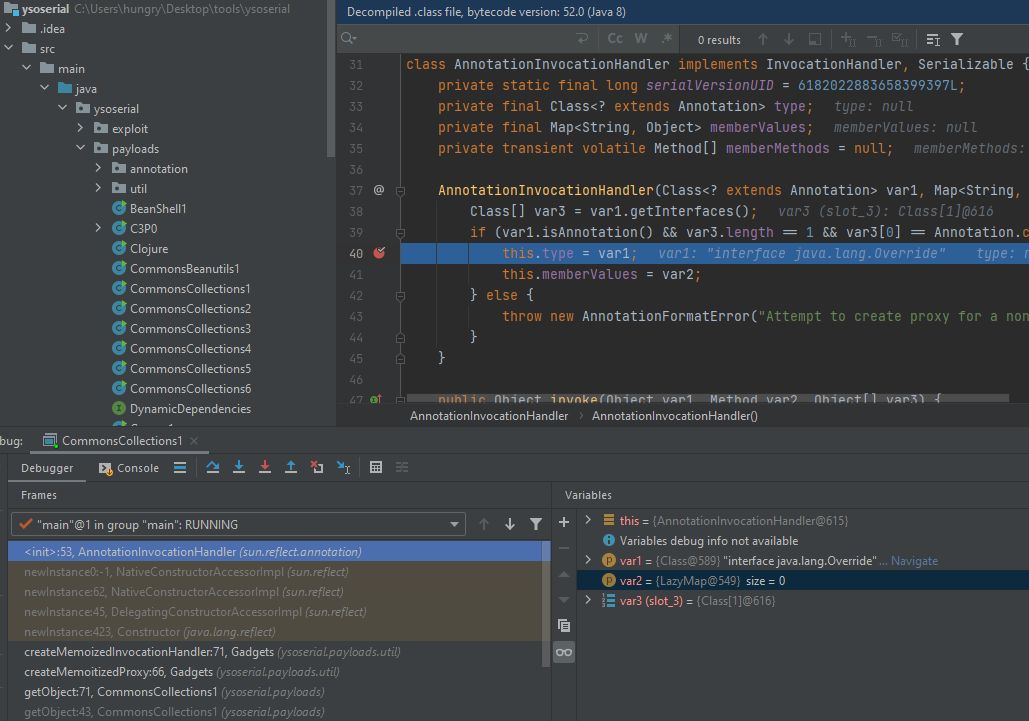 ysoserial C:\Users\hungry\Desktop\tools\ysoserial
.idea
src
main
java
ysoserial
exploit
payloads
annotation
util
BeanShell1
C3P0
Clojure
CommonsBeanutils1
CommonsCollections1
CommonsCollections2
CommonsCollections3
CommonsCollections4
CommonsCollections5
CommonsCollections6
DynamicDependencies
Decompiled .class file, bytecode version: 52.0 (Java 8)
Cc W .* 0 results
31 class AnnotationInvocationHandler implements InvocationHandler, Serializable {
32 private static final long serialVersionUID = 6182022883658399397L;
33 private final Class<? extends Annotation> type; type: null
34 private final Map<String, Object> memberValues; memberValues: null
35 private transient volatile Method[] memberMethods = null; memberMethods:
36
37 @ AnnotationInvocationHandler(Class<? extends Annotation> var1, Map<String,
38 Class[] var3 = var1.getInterfaces(); var3 (slot_3): Class[1]@616
39 if (var1.isAnnotation() && var3.length == 1 && var3[0] == Annotation.c
40 this.type = var1; var1: "interface java.lang.Override" type: n
41 this.memberValues = var2;
42 } else {
43 throw new AnnotationFormatError("Attempt to create proxy for a non
44 }
45 }
46
47 public Object invoke(Object var1, Method var2, Object[] var3) {
AnnotationInvocationHandler › AnnotationInvocationHandler()
bug: CommonsCollections1 ×
Debugger Console
Frames
"main"@1 in group "main": RUNNING
<init>:53, AnnotationInvocationHandler (sun.reflect.annotation)
newInstance0:-1, NativeConstructorAccessorImpl (sun.reflect)
newInstance:62, NativeConstructorAccessorImpl (sun.reflect)
newInstance:45, DelegatingConstructorAccessorImpl (sun.reflect)
newInstance:423, Constructor (java.lang.reflect)
createMemoizedInvocationHandler:71, Gadgets (ysoserial.payloads.util)
createMemoitizedProxy:66, Gadgets (ysoserial.payloads.util)
getObject:71, CommonsCollections1 (ysoserial.payloads)
getObject:43, CommonsCollections1 (ysoserial.payloads)
Variables
this = {AnnotationInvocationHandler@615}
Variables debug info not available
var1 = {Class@589} "interface java.lang.Override" ... Navigate
var2 = {LazyMap@549} size = 0
var3 (slot_3) = {Class[1]@616}